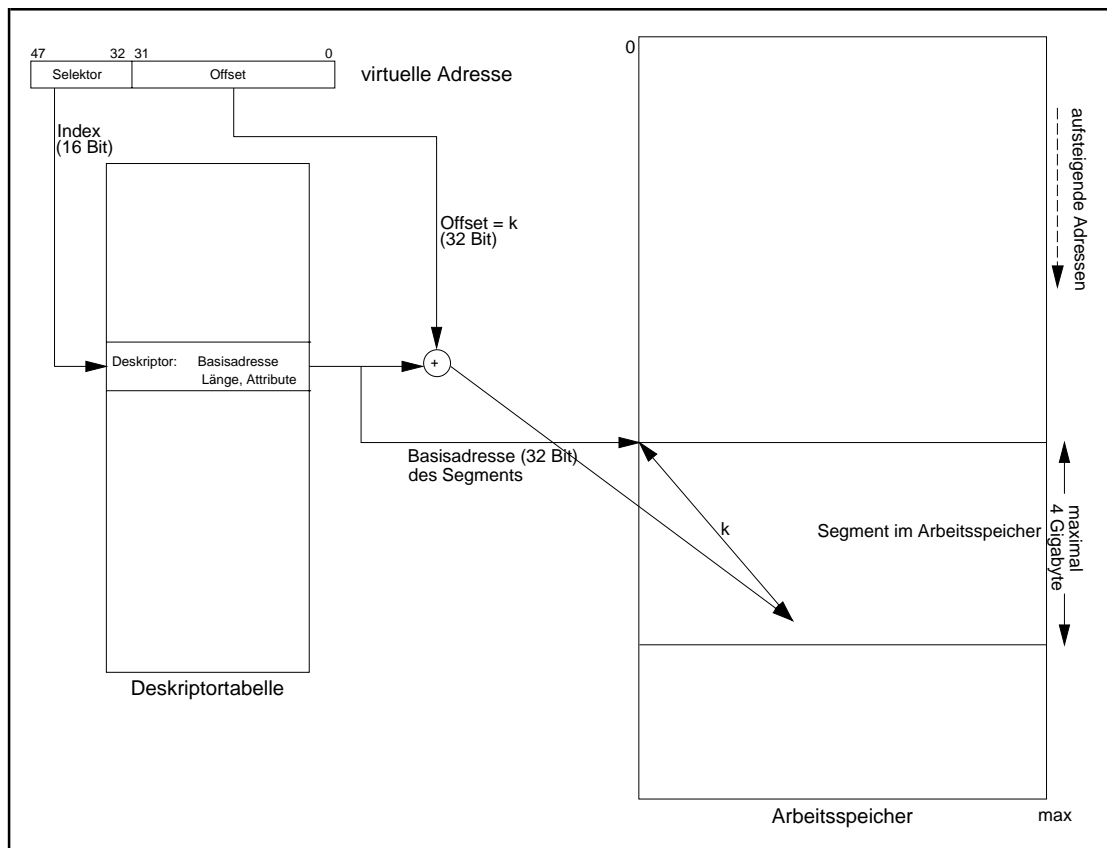 47 32 31 0
Selektor Offset
virtuelle Adresse
Index
(16 Bit)
Offset = k
(32 Bit)
Deskriptor: Basisadresse
Länge, Attribute
+
Basisadresse (32 Bit)
des Segments
Deskriptortabelle
0
aufsteigende Adressen
k
Segment im Arbeitsspeicher
maximal
4 Gigabyte
Arbeitsspeicher
max